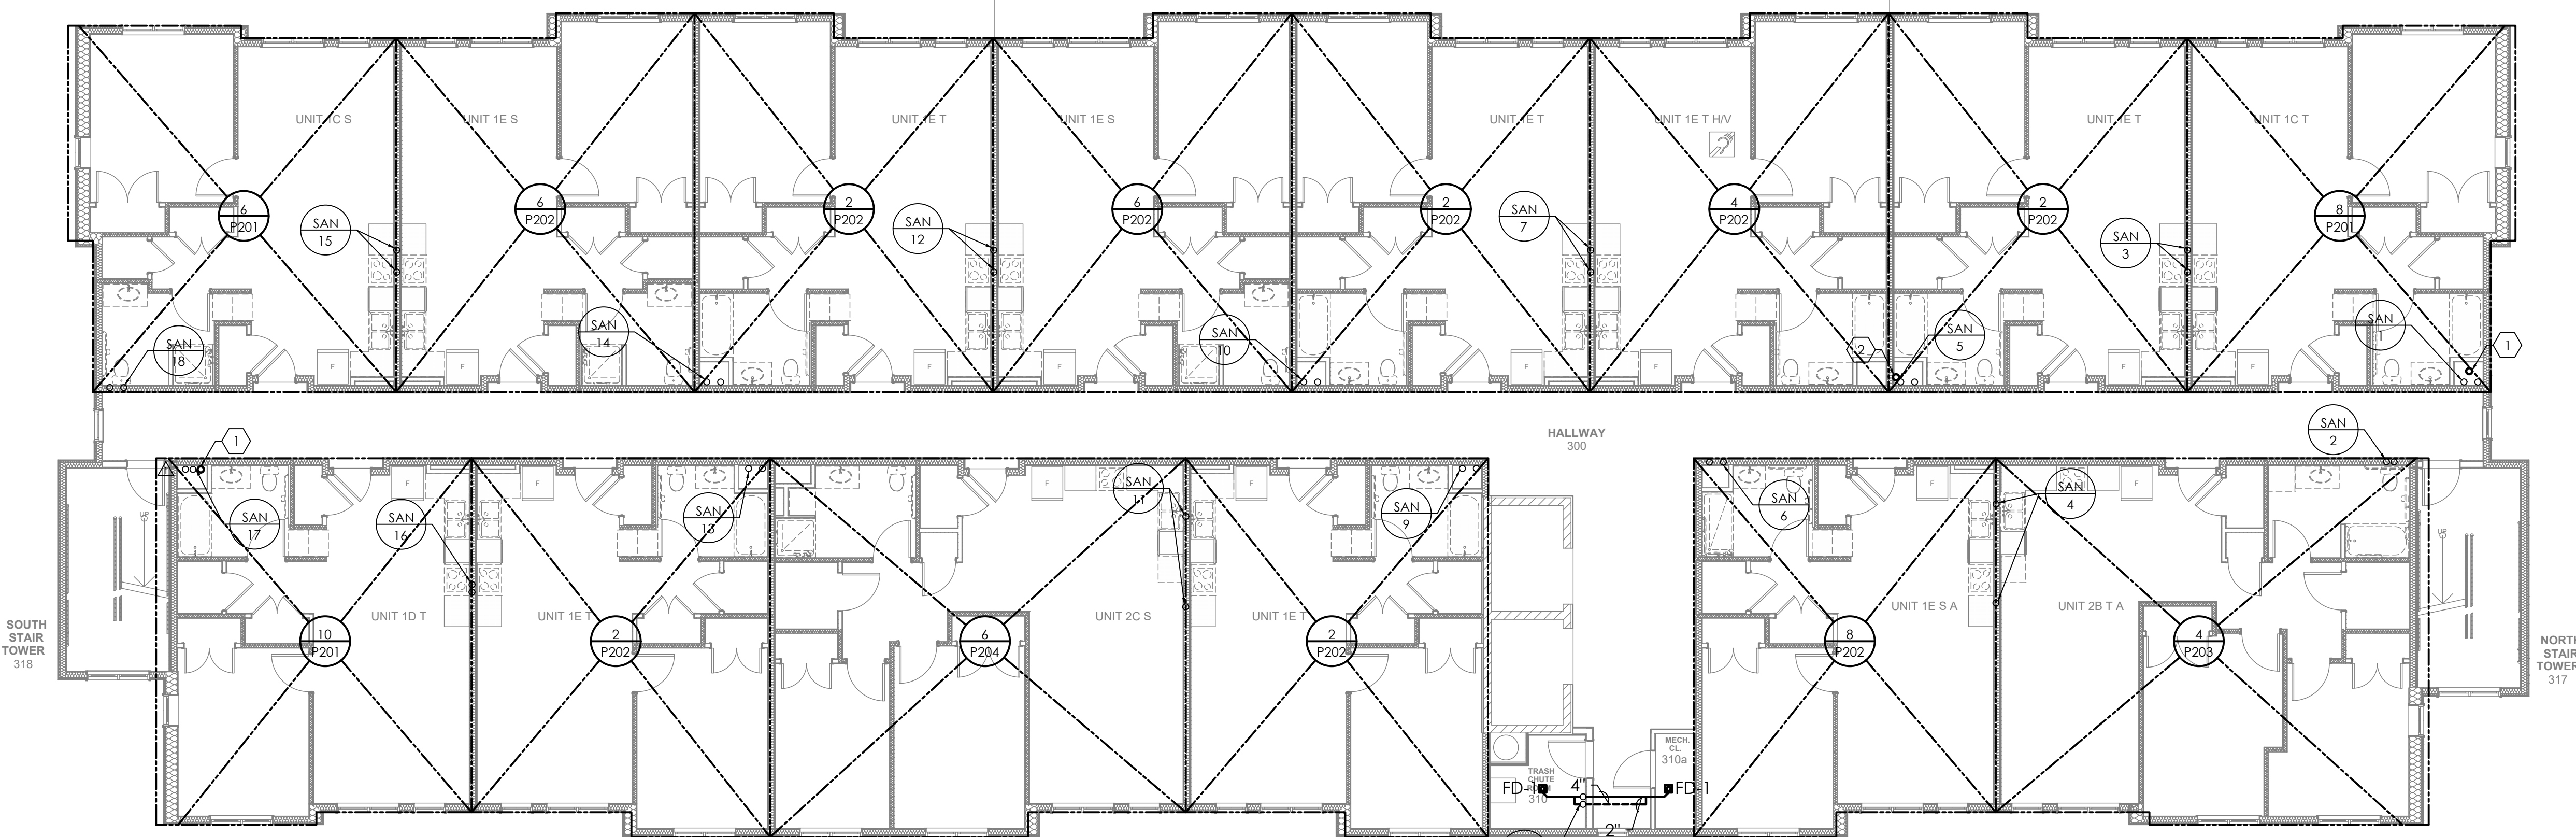 UNIT 1C S
UNIT 1E S
UNIT 1E T
UNIT 1E S
UNIT 1E T
UNIT 1E T H/V
UNIT 1E T
UNIT 1C T
6
P201
6
P202
2
P202
6
P202
2
P202
4
P202
2
P202
8
P201
SAN
15
SAN
12
SAN
7
SAN
3
SAN
18
SAN
14
SAN
10
2
SAN
5
SAN
1
1
F
F
F
F
F
F
F
F
HALLWAY
300
SAN
2
1
F
F
F
F
F
F
SAN
17
SAN
16
SAN
13
SAN
11
SAN
9
SAN
6
SAN
4
UP
UP
UNIT 1D T
UNIT 1E T
UNIT 2C S
UNIT 1E T
UNIT 1E S A
UNIT 2B T A
SOUTH
STAIR
TOWER
318
10
P201
2
P202
6
P204
2
P202
8
P202
4
P203
STAIR
TOWER
317
MECH.
CL.
310a
TRASH
CHUTE
310
FD-1
4"
FD-1
2"